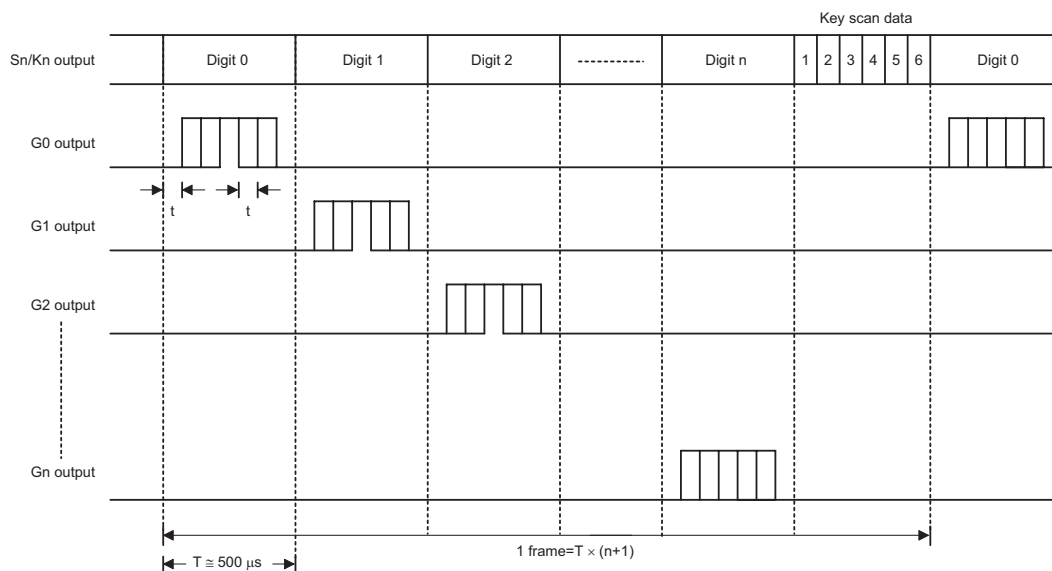 Key scan data
Sn/Kn output
Digit 0
Digit 1
Digit 2
Digit n
1 2 3 4 5 6
Digit 0
G0 output
t
t
G1 output
G2 output
Gn output
1 frame=T × (n+1)
T ≅ 500 μs